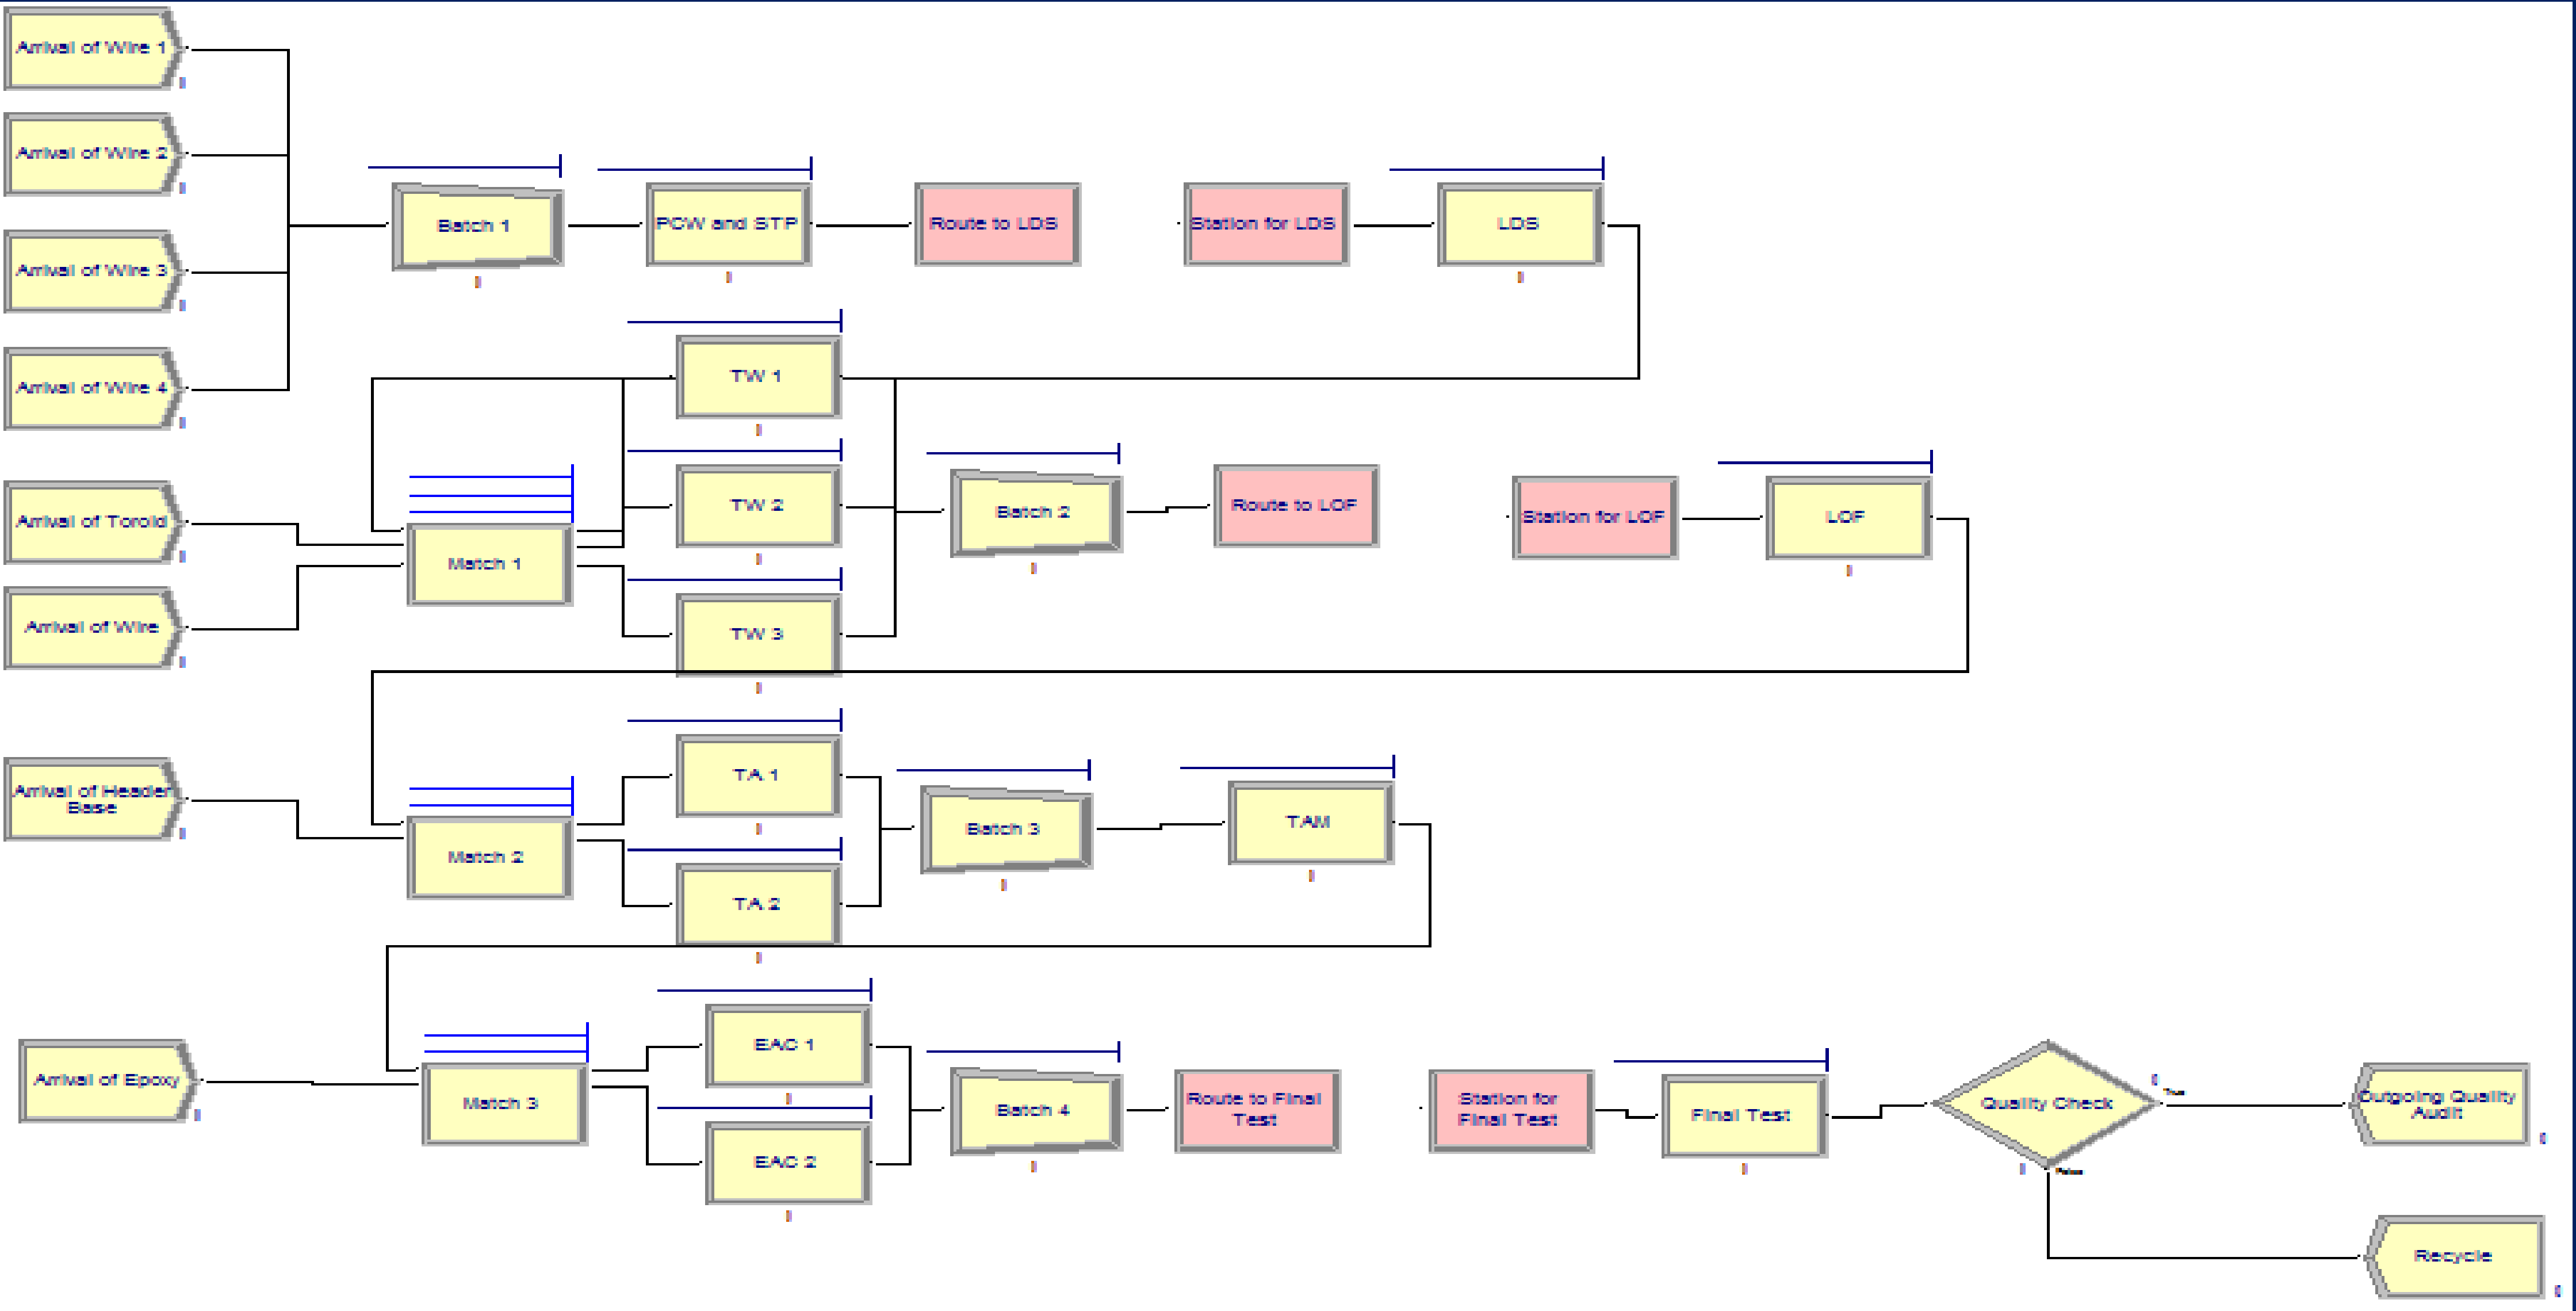 Arrival of Wire 1
Arrival of Wire 2
Arrival of Wire 3
Arrival of Wire 4
Batch 1
PCW and STP
Route to LDS
Station for LDS
LDS
TW 1
TW 2
TW 3
Arrival of Toroid
Arrival of Wire
Match 1
Batch 2
Route to LOF
Station for LOF
LOF
Arrival of Header
Base
Match 2
TA 1
TA 2
Batch 3
TAM
Arrival of Epoxy
Match 3
EAC 1
EAC 2
Batch 4
Route to Final
Test
Station for
Final Test
Final Test
Quality Check
True
False
Outgoing Quality
Audit
Recycle